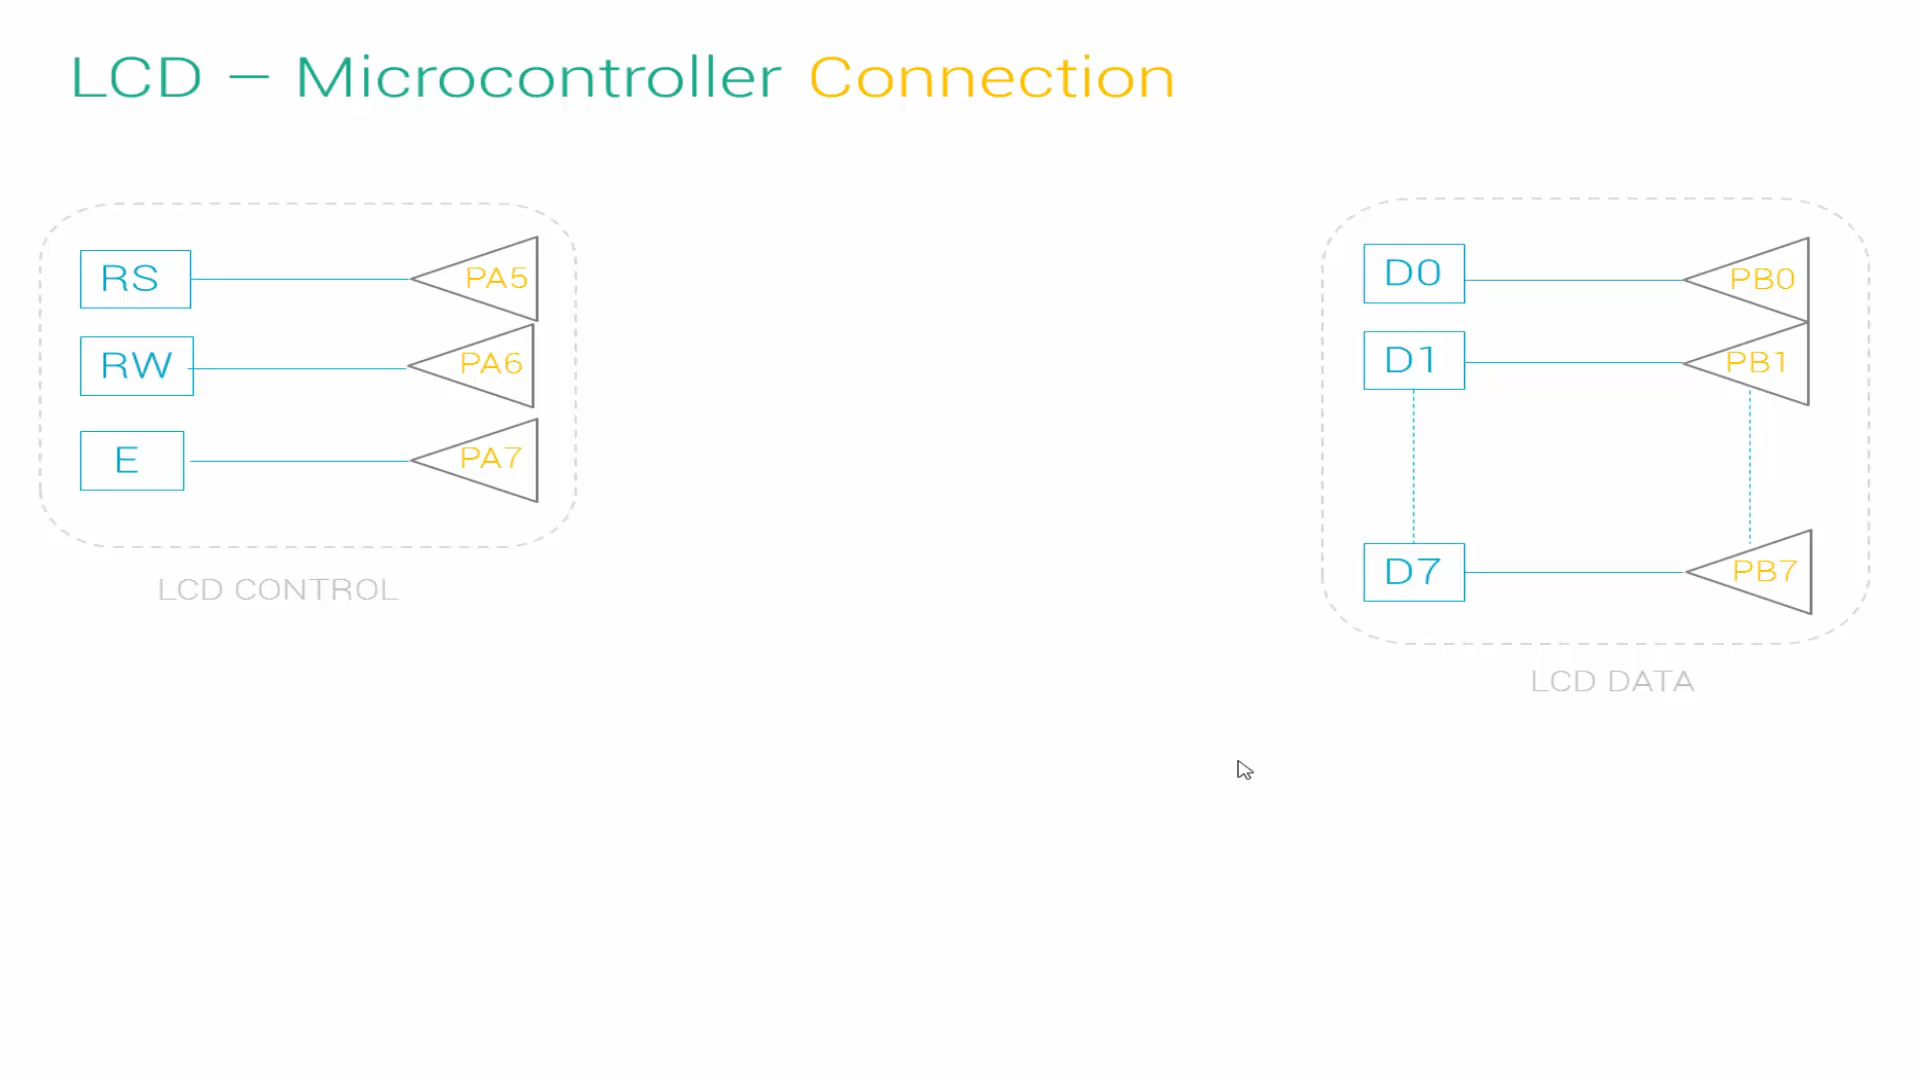 LCD – Microcontroller Connection
RS PA5
RW PA6
E PA7
LCD CONTROL
D0 PB0
D1 PB1
D7 PB7
LCD DATA